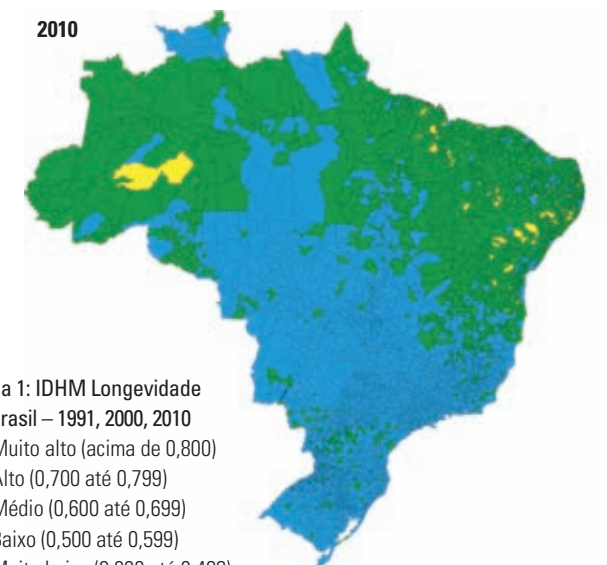 2010
a 1: IDHM Longevidade
rasil – 1991, 2000, 2010
Muito alto (acima de 0,800)
Alto (0,700 até 0,799)
Médio (0,600 até 0,699)
Baixo (0,500 até 0,599)